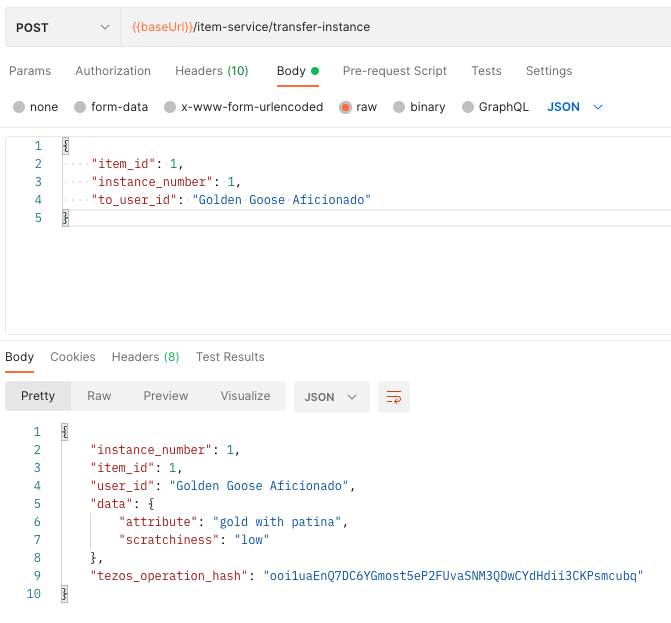 POST {{baseUrl}}/item-service/transfer-instance
Params Authorization Headers (10) Body Pre-request Script Tests Settings
none form-data x-www-form-urlencoded raw binary GraphQL JSON
1 {
2 "item_id": 1,
3 "instance_number": 1,
4 "to_user_id": "Golden Goose Aficionado"
5 }
Body Cookies Headers (8) Test Results
Pretty Raw Preview Visualize JSON
1 {
2 "instance_number": 1,
3 "item_id": 1,
4 "user_id": "Golden Goose Aficionado",
5 "data": {
6 "attribute": "gold with patina",
7 "scratchiness": "low"
8 },
9 "tezos_operation_hash": "ooi1uaEnQ7DC6YGmost5eP2FUvaSNM3QDwCYdHdii3CKPsmcubq"
10 }